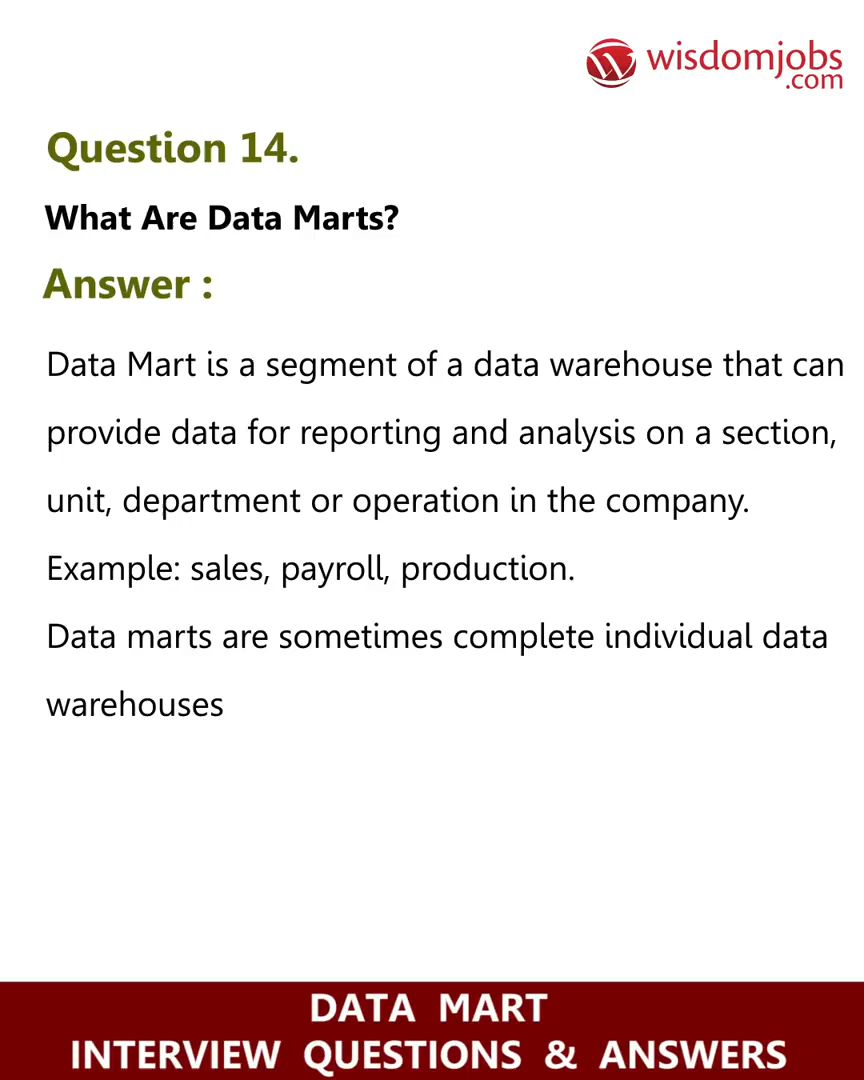 wisdomjobs
.com
Question 14.
What Are Data Marts?
Answer :
Data Mart is a segment of a data warehouse that can
provide data for reporting and analysis on a section,
unit, department or operation in the company.
Example: sales, payroll, production.
Data marts are sometimes complete individual data
warehouses
DATA MART
INTERVIEW QUESTIONS & ANSWERS